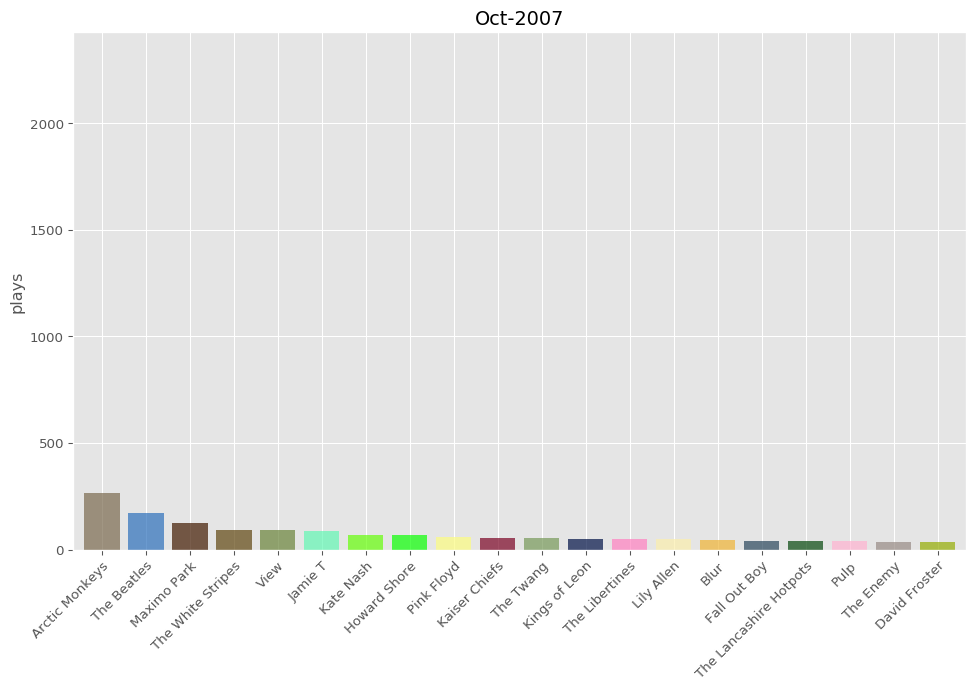 Oct-2007
2000
1500
1000
500
0
plays
Arctic Monkeys
The Beatles
Maximo Park
The White Stripes
View
Jamie T
Kate Nash
Howard Shore
Pink Floyd
Kaiser Chiefs
The Twang
Kings of Leon
The Libertines
Lily Allen
Blur
Fall Out Boy
The Lancashire Hotpots
Pulp
The Enemy
David Froster